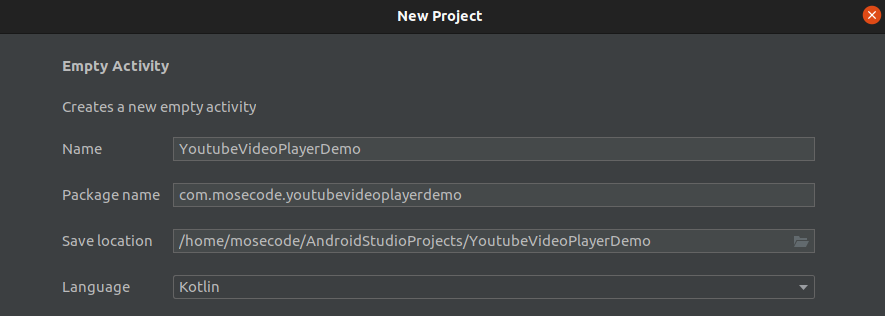 New Project
Empty Activity
Creates a new empty activity
Name YoutubeVideoPlayerDemo
Package name com.mosecode.youtubevideoplayerdemo
Save location /home/mosecode/AndroidStudioProjects/YoutubeVideoPlayerDemo
Language Kotlin